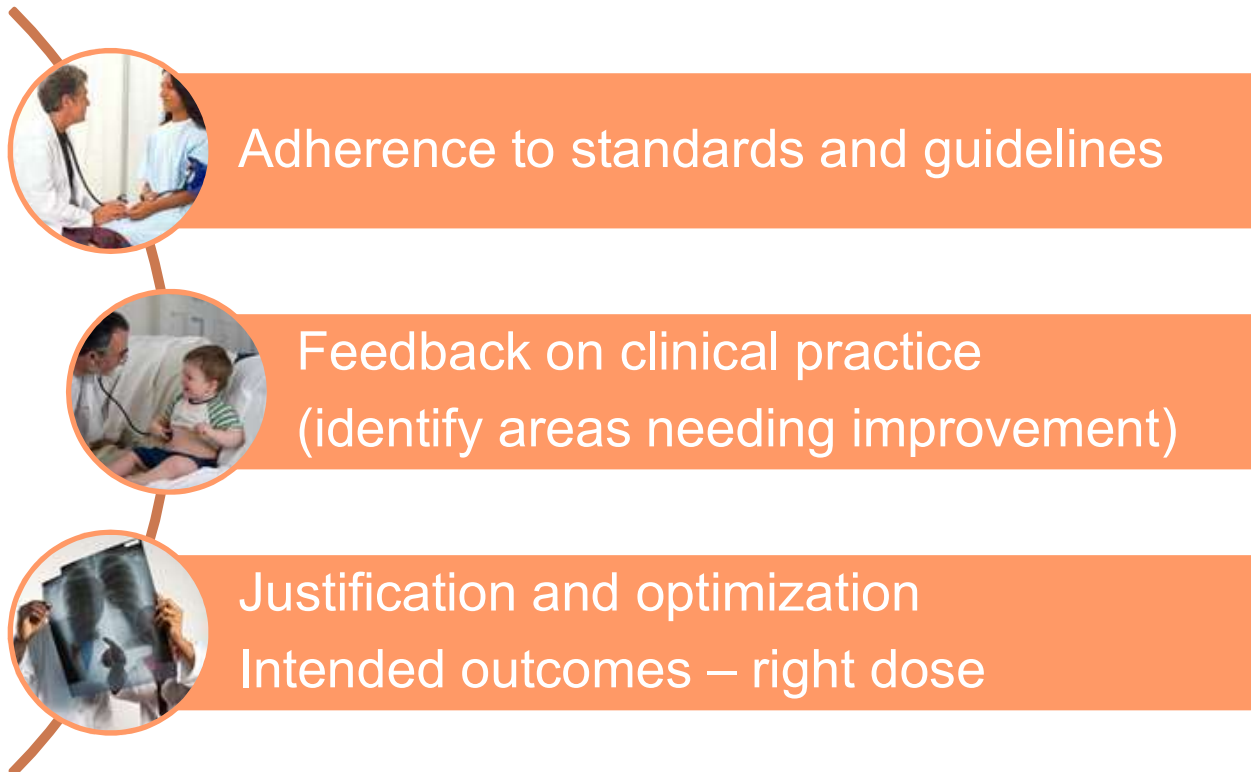 Adherence to standards and guidelines
Feedback on clinical practice
(identify areas needing improvement)
Justification and optimization
Intended outcomes – right dose